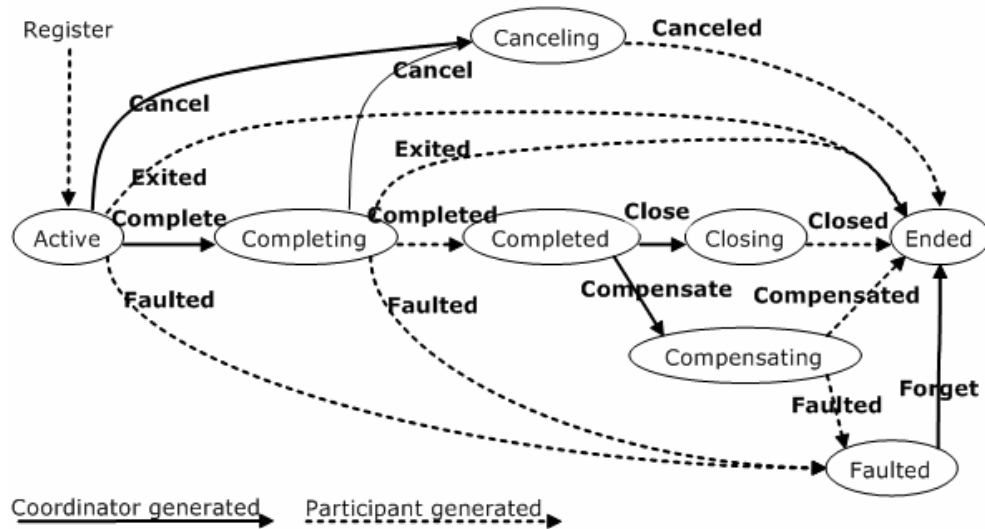 Register
Canceling
Canceled
Cancel
Cancel
Exited
Exited
Active
Complete
Completing
Completed
Completed
Close
Closing
Closed
Ended
Faulted
Faulted
Compensate
Compensated
Compensating
Faulted
Forget
Faulted
Coordinator generated
Participant generated